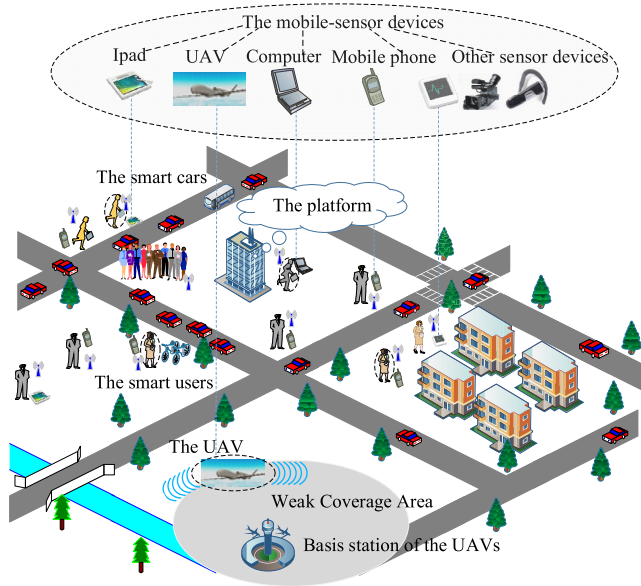 The mobile-sensor devices
Ipad UAV Computer Mobile phone Other sensor devices
The smart cars
The platform
The smart users
The UAV
Weak Coverage Area
Basis station of the UAVs